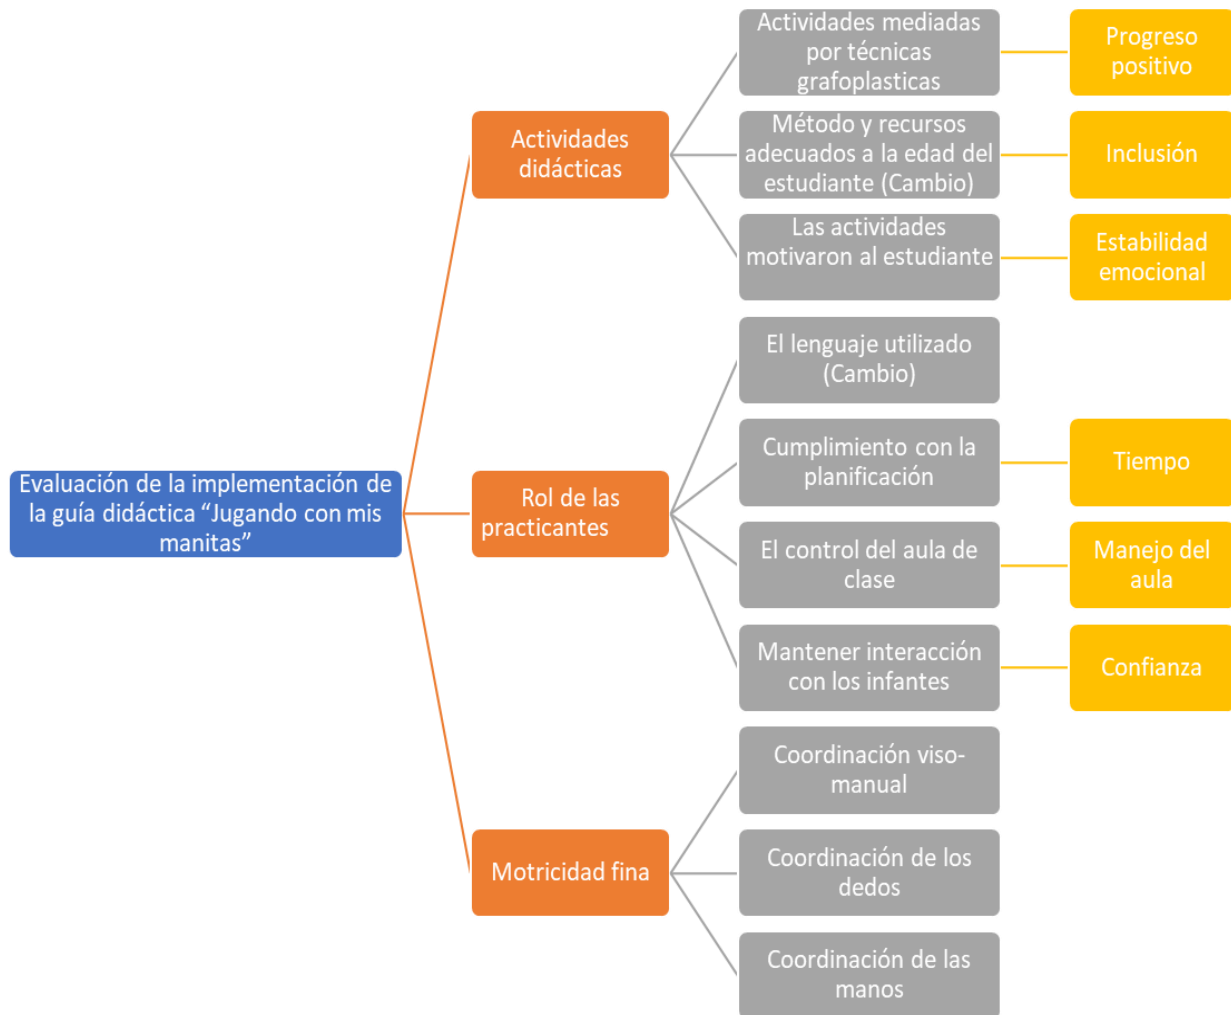 Evaluación de la implementación de
la guía didáctica “Jugando con mis
manitas”
Actividades
didácticas
Actividades mediadas
por técnicas
grafoplasticas
Progreso
positivo
Método y recursos
adecuados a la edad del
estudiante (Cambio)
Inclusión
Las actividades
motivaron al estudiante
Estabilidad
emocional
Rol de las
practicantes
El lenguaje utilizado
(Cambio)
Cumplimiento con la
planificación
Tiempo
El control del aula de
clase
Manejo del
aula
Mantener interacción
con los infantes
Confianza
Motricidad fina
Coordinación viso-
manual
Coordinación de los
dedos
Coordinación de las
manos